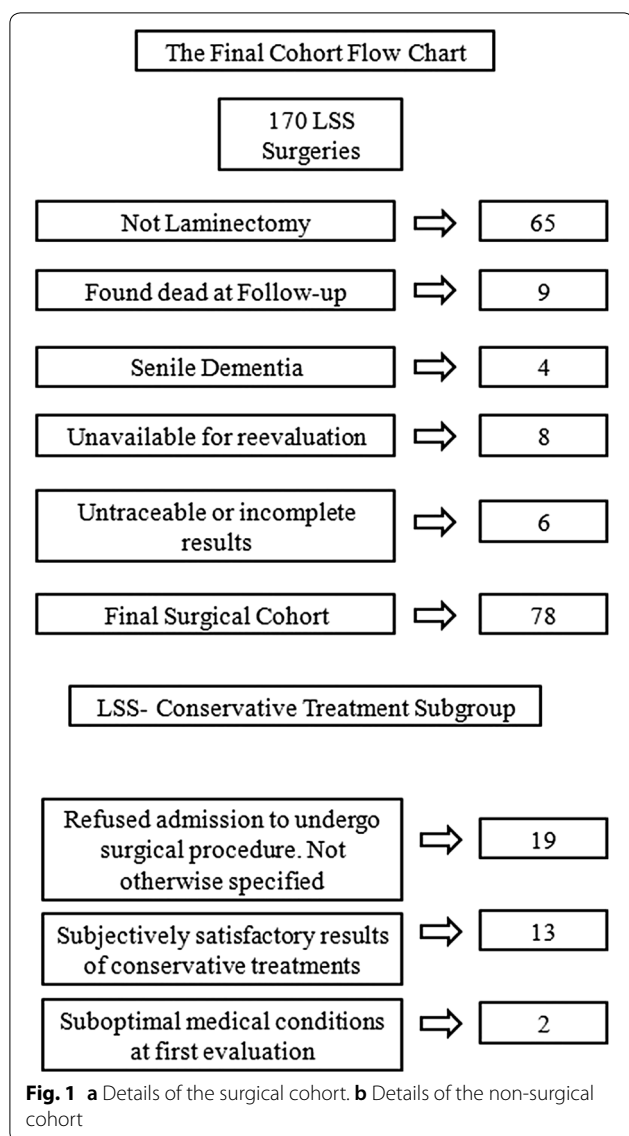 The Final Cohort Flow Chart
170 LSS
Surgeries
Not Laminectomy
65
Found dead at Follow-up
9
Senile Dementia
4
Unavailable for reevaluation
8
Untraceable or incomplete
results
6
Final Surgical Cohort
78
LSS- Conservative Treatment Subgroup
Refused admission to undergo
surgical procedure. Not
otherwise specified
19
Subjectively satisfactory results
of conservative treatments
13
Suboptimal medical conditions
at first evaluation
2
Fig. 1 a Details of the surgical cohort. b Details of the non-surgical
cohort